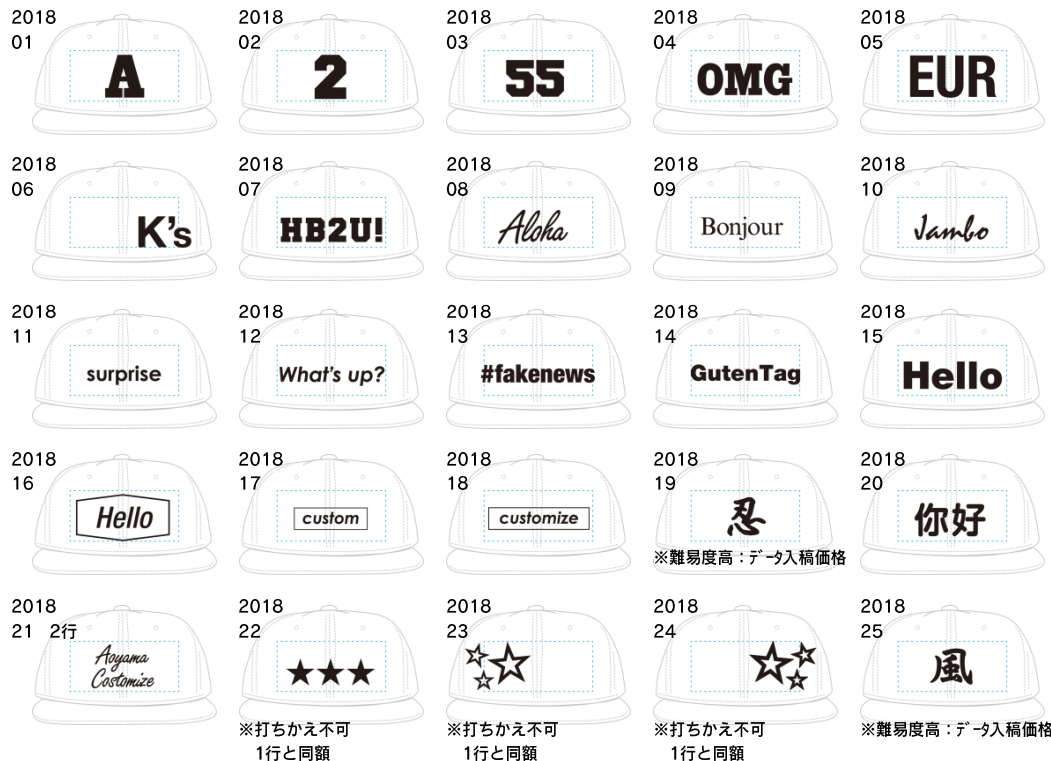 2018
01
A
2018
02
2
2018
03
55
2018
04
OMG
2018
05
EUR
2018
06
K's
2018
07
HB2U!
2018
08
Aloha
2018
09
Bonjour
2018
10
Jambo
2018
11
surprise
2018
12
What's up?
2018
13
#fakenews
2018
14
GutenTag
2018
15
Hello
2018
16
Hello
2018
17
custom
2018
18
customize
2018
19
忍
※難易度高：データ入稿価格
2018
20
你好
2018
21 2行
Aoyama
Costomize
2018
22
★★★
※打ちかえ不可
1行と同額
2018
23
※打ちかえ不可
1行と同額
2018
24
※打ちかえ不可
1行と同額
2018
25
風
※難易度高：データ入稿価格